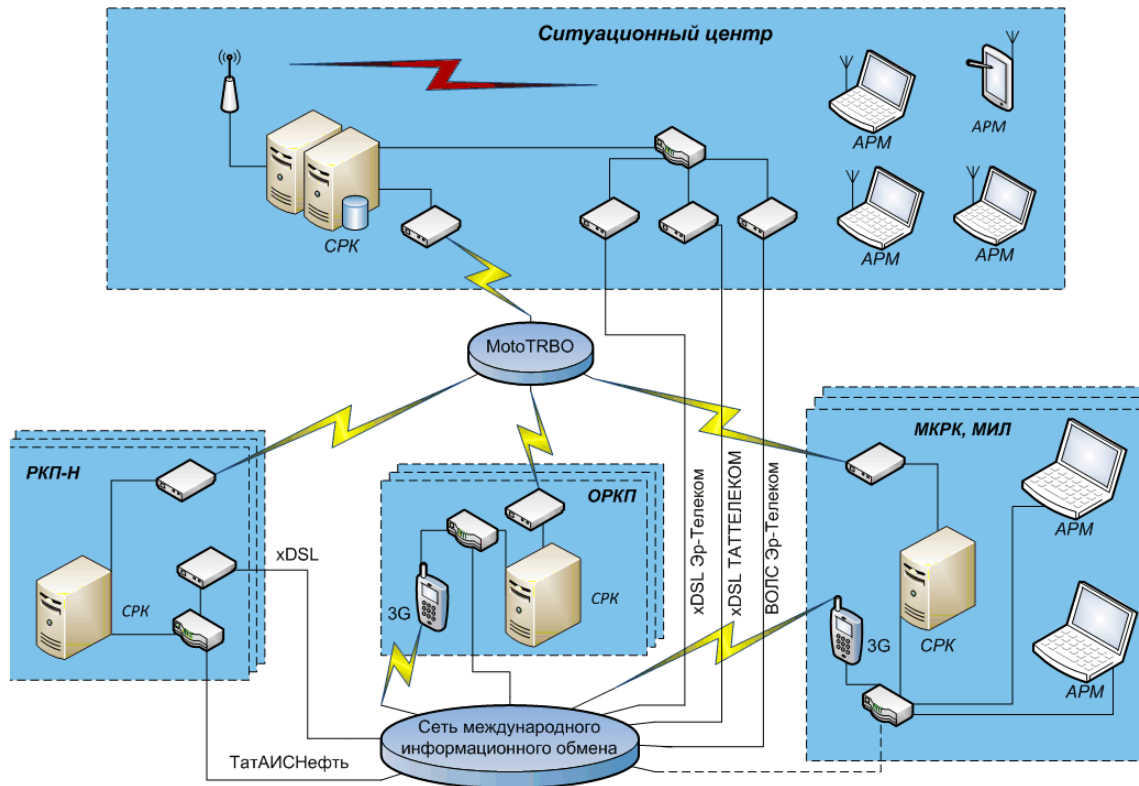 Ситуационный центр
АРМ
АРМ
АРМ
АРМ
СРК
MotoTRBO
РКП-Н
xDSL
СРК
ТатАИСНефть
ОРКП
3G
СРК
xDSL Эр-Телеком
xDSL ТАТТЕЛЕКОМ
ВОЛС Эр-Телеком
МКРК, МИЛ
АРМ
3G
СРК
АРМ
Сеть международного
информационного обмена